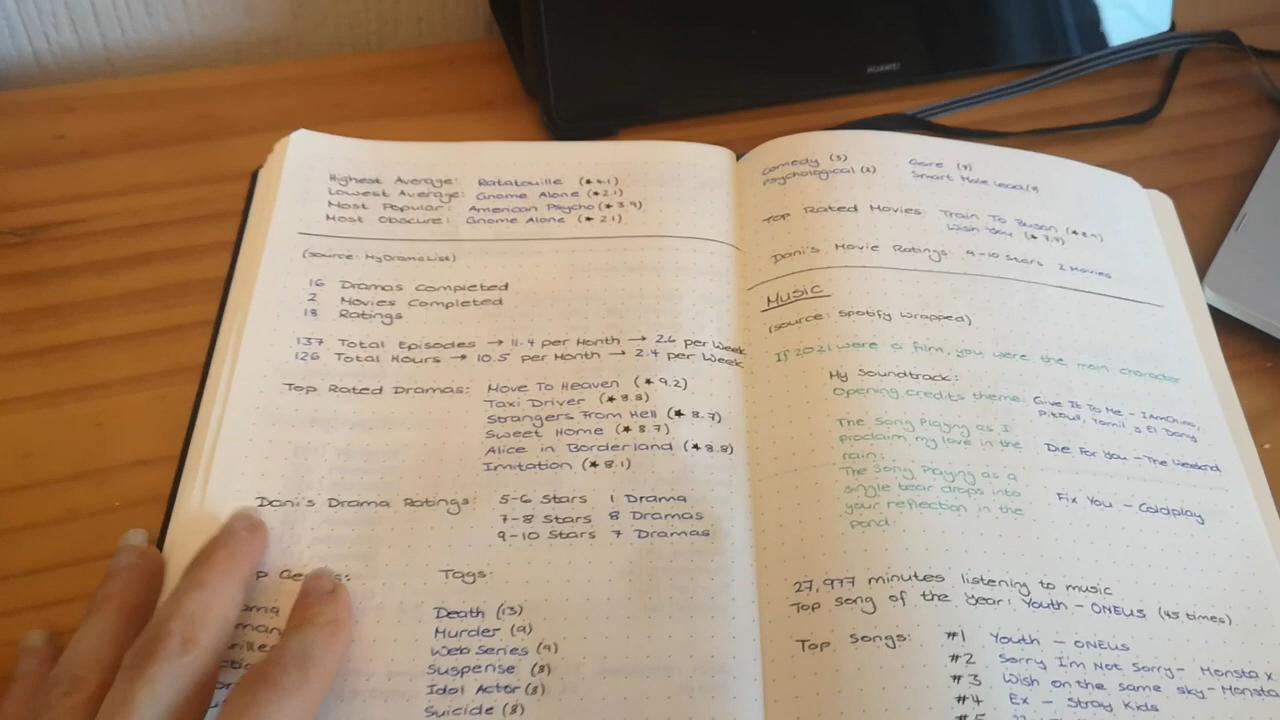 HUAWEI
Highest Average: Ratatouille (★4.1)
Lowest Average: Gnome Alone (★2.1)
Most Popular: American Psycho (★3.9)
Most Obscure: Gnome Alone (★2.1)
(source: MyDramaList)
16 Dramas Completed
2 Movies Completed
18 Ratings
137 Total Episodes → 11.4 per Month → 2.6 per Week
126 Total Hours → 10.5 per Month → 2.4 per Week
Top Rated Dramas: Move To Heaven (★9.2)
Taxi Driver (★8.8)
Strangers From Hell (★8.7)
Sweet Home (★8.7)
Alice in Borderland (★8.8)
Imitation (★8.1)
Dani's Drama Ratings: 5-6 Stars 1 Drama
7-8 Stars 8 Dramas
9-10 Stars 7 Dramas
Tags:
Death (13)
Murder (9)
Web Series (9)
Suspense (8)
Idol Actor (8)
Suicide (8)
Comedy (3) Gore (7)
Psychological (2) Smart Male Lead
Top Rated Movies: Train To Busan
Wish You (★7.9)
Dani's Movie Ratings: 9-10 Stars 2 Movies
Music
(source: Spotify Wrapped)
If 2021 were a film, you were the main character
My Soundtrack:
Opening credits theme: Give It To Me - IAmChino,
Pitbull, Yomil y El Dany
The Song Playing as I
proclaim my love in the
rain: Die For You - The Weeknd
The Song Playing as a
single tear drops into
your reflection in the
pond: Fix You - Coldplay
27,977 minutes listening to music
Top song of the year: Youth - ONEUS (45 times)
Top Songs: #1 Youth - ONEUS
#2 Sorry I'm Not Sorry - Monsta X
#3 Wish on the same sky - Monsta
#4 Ex - Stray Kids